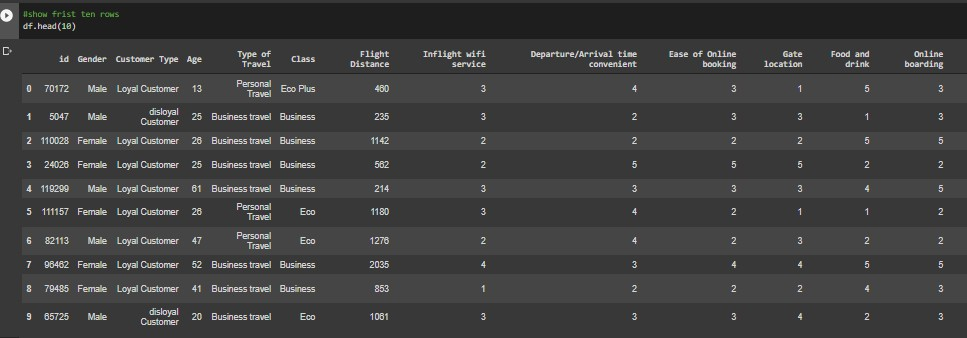 #show frist ten rows
df.head(10)
id Gender Customer Type Age Type of Travel Class Flight Distance Inflight wifi service Departure/Arrival time convenient Ease of Online booking Gate location Food and drink Online boarding
0 70172 Male Loyal Customer 13 Personal Travel Eco Plus 460 3 4 3 1 5 3
1 5047 Male disloyal Customer 25 Business travel Business 235 3 2 3 3 1 3
2 110028 Female Loyal Customer 26 Business travel Business 1142 2 2 2 2 5 5
3 24026 Female Loyal Customer 25 Business travel Business 562 2 5 5 5 2 2
4 119299 Male Loyal Customer 61 Business travel Business 214 3 3 3 3 4 5
5 111157 Female Loyal Customer 26 Personal Travel Eco 1180 3 4 2 1 1 2
6 82113 Male Loyal Customer 47 Personal Travel Eco 1276 2 4 2 3 2 2
7 96462 Female Loyal Customer 52 Business travel Business 2035 4 3 4 4 5 5
8 79485 Female Loyal Customer 41 Business travel Business 853 1 2 2 2 4 3
9 65725 Male disloyal Customer 20 Business travel Eco 1061 3 3 3 4 2 3